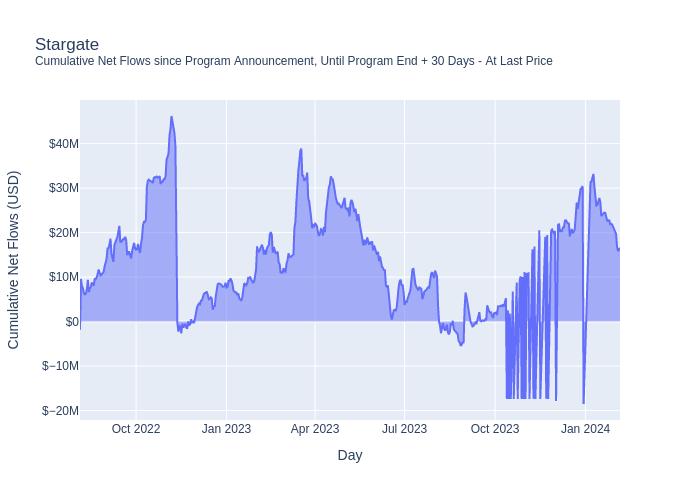 Stargate
Cumulative Net Flows since Program Announcement, Until Program End + 30 Days - At Last Price
Cumulative Net Flows (USD)
$40M
$30M
$20M
$10M
$0
$−10M
$−20M
Oct 2022 Jan 2023 Apr 2023 Jul 2023 Oct 2023 Jan 2024
Day